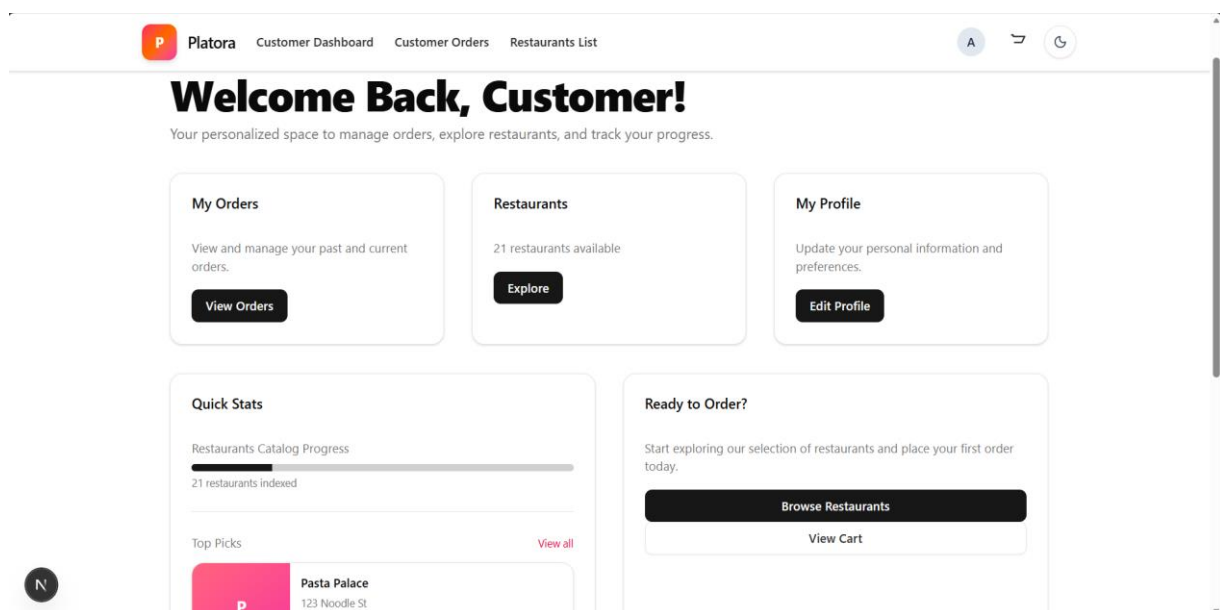 P
Platora
Customer Dashboard
Customer Orders
Restaurants List
A
Welcome Back, Customer!
Your personalized space to manage orders, explore restaurants, and track your progress.
My Orders
View and manage your past and current
orders.
View Orders
Restaurants
21 restaurants available
Explore
My Profile
Update your personal information and
preferences.
Edit Profile
Quick Stats
Restaurants Catalog Progress
21 restaurants indexed
Top Picks
View all
P
Pasta Palace
123 Noodle St
Ready to Order?
Start exploring our selection of restaurants and place your first order
today.
Browse Restaurants
View Cart
N